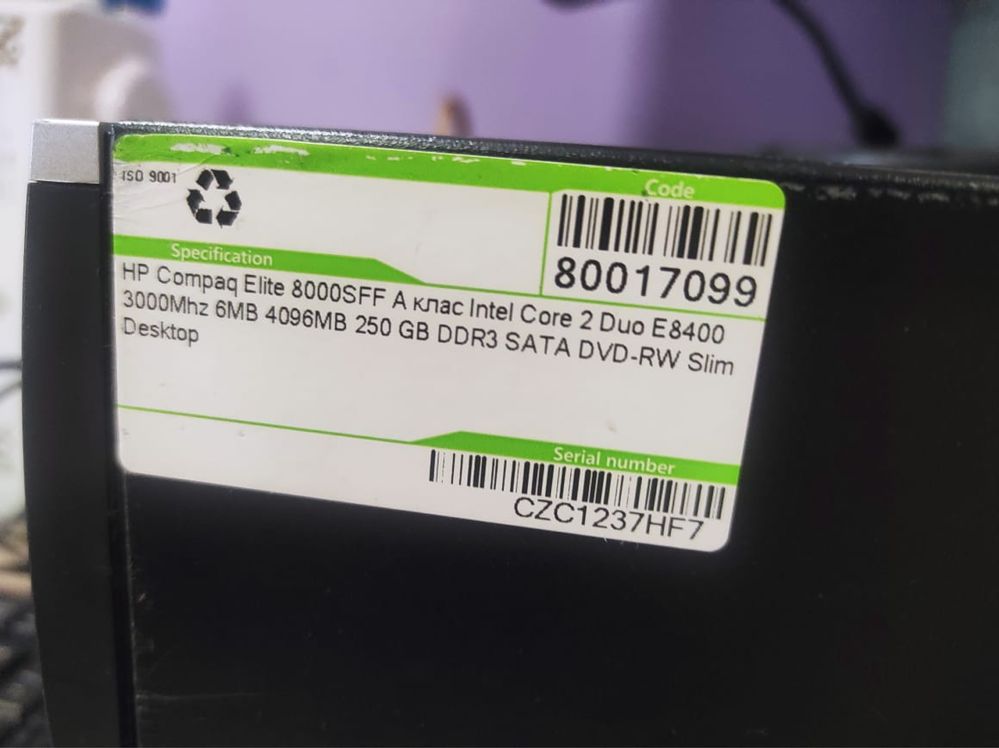 ISO 9001
Code
80017099
Specification
HP Compaq Elite 8000SFF А клас Intel Core 2 Duo E8400
3000Mhz 6MB 4096MB 250 GB DDR3 SATA DVD-RW Slim
Desktop
Serial number
CZC1237HF7